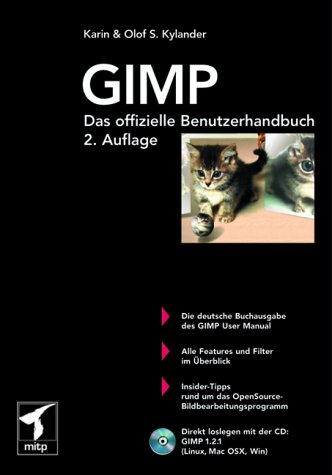 Karin & Olof S. Kylander
GIMP
Das offizielle Benutzerhandbuch
2. Auflage
Die deutsche Buchausgabe
des GIMP User Manual
Alle Features und Filter
im Überblick
Insider-Tipps
rund um das OpenSource-
Bildbearbeitungsprogramm
Direkt loslegen mit der CD:
GIMP 1.2.1
(Linux, Mac OSX, Win)
mitp